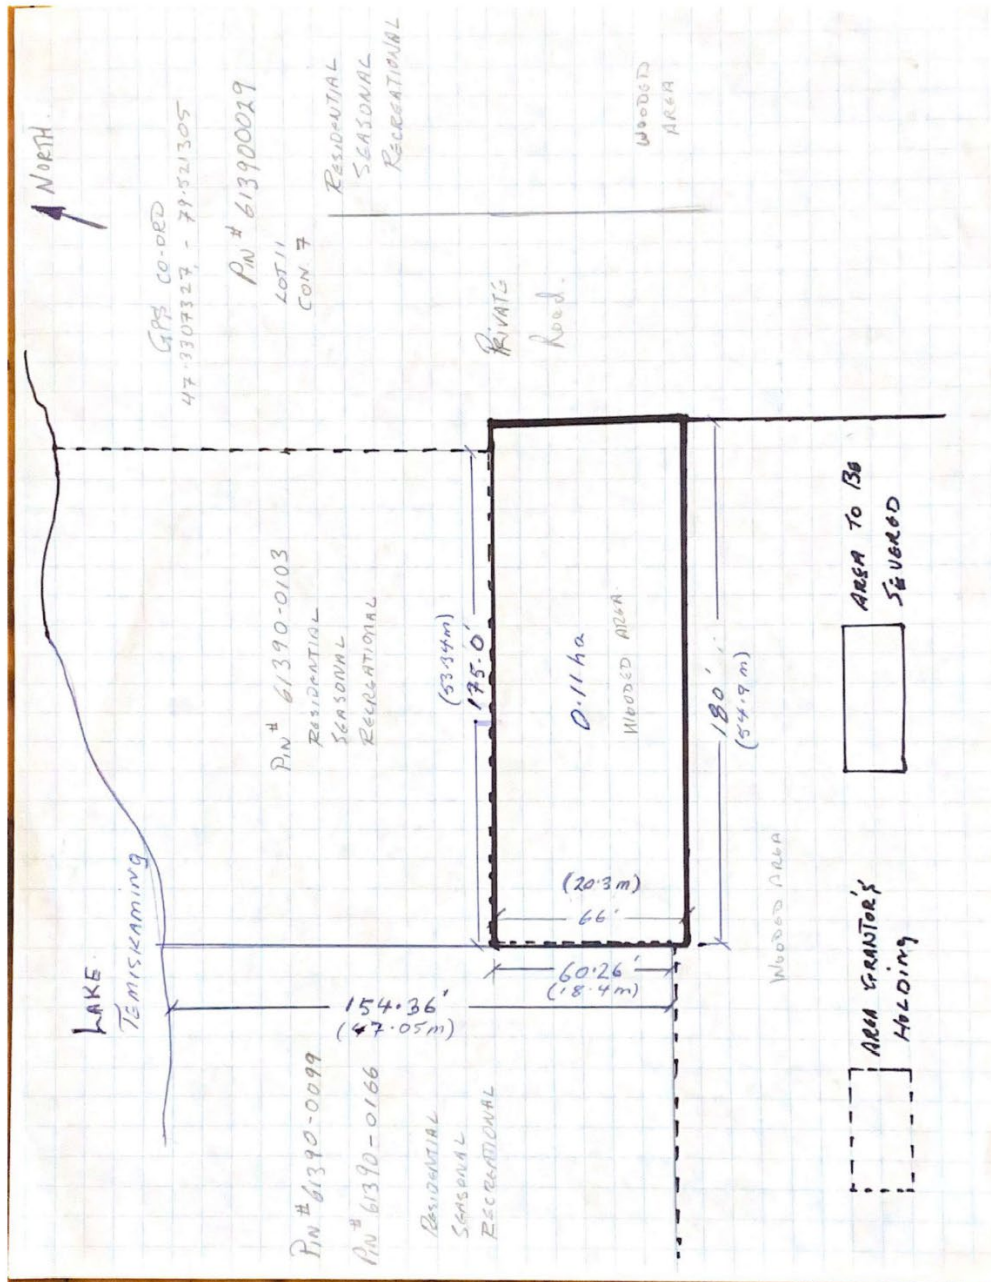 NORTH.
LAKE
TEMISKAMING
GPS CO-ORD
47.3307327, - 79.521305
PIN # 613900029
LOT 11
CON. 7
RESIDENTIAL
SEASONAL
RECREATIONAL
PIN # 61390-0103
RESIDENTIAL
SEASONAL
RECREATIONAL
PIN # 61390-0099
PIN # 61390-0166
RESIDENTIAL
SEASONAL
RECREATIONAL
154.36'
(47.05m)
(53.34m)
175.0'
PRIVATE
Road.
60.26'
(18.4m)
(20.3m)
66'
0.11 ha
WOODED AREA
WOODED
AREA
180'
(54.9m)
WOODED AREA
AREA GRANTOR'S
HOLDING
AREA TO BE
SEVERED